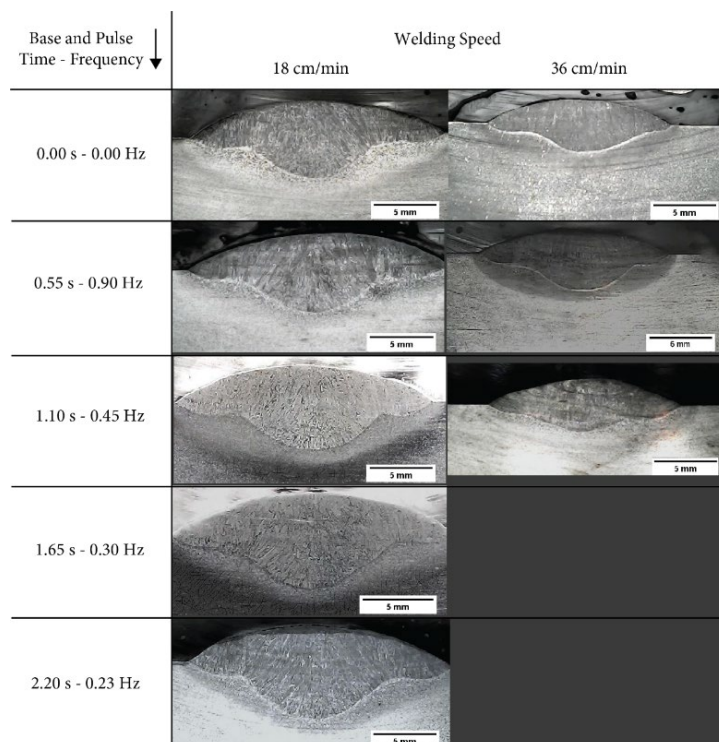 Base and Pulse
Time - Frequency
Welding Speed
18 cm/min
36 cm/min
0.00 s - 0.00 Hz
5 mm
5 mm
0.55 s - 0.90 Hz
5 mm
6 mm
1.10 s - 0.45 Hz
5 mm
5 mm
1.65 s - 0.30 Hz
5 mm
2.20 s - 0.23 Hz
5 mm